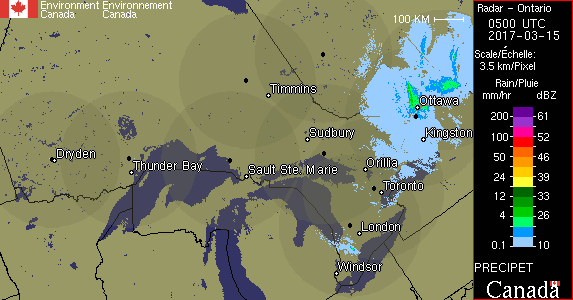 Environment Environnement
Canada Canada
100 KM
Radar - Ontario
0500 UTC
2017-03-15
Scale/Échelle:
3.5 km/Pixel
Rain/Pluie
mm/hr dBZ
200 61
100 52
50 46
24 39
12 33
4 26
0.1 10
PRECIPET
Canada
Timmins
Ottawa
Sudbury
Kingston
Dryden
Thunder Bay
Sault Ste. Marie
Orillia
Toronto
London
Windsor